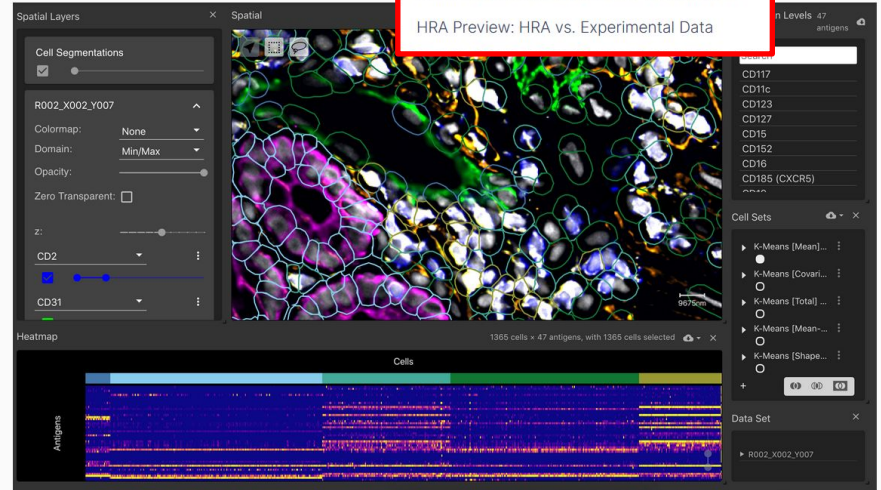 Spatial Layers
Cell Segmentations
R002_X002_Y007
Colormap: None
Domain: Min/Max
Opacity:
Zero Transparent:
z:
CD2
CD31
Spatial
HRA Preview: HRA vs. Experimental Data
9675nm
n Levels 47 antigens
Search
CD117
CD11c
CD123
CD127
CD15
CD152
CD16
CD185 (CXCR5)
Cell Sets
K-Means [Mean]...
K-Means [Covari...
K-Means [Total] ...
K-Means [Mean-...
K-Means [Shape...
Data Set
R002_X002_Y007
Heatmap
1365 cells × 47 antigens, with 1365 cells selected
Cells
Antigens